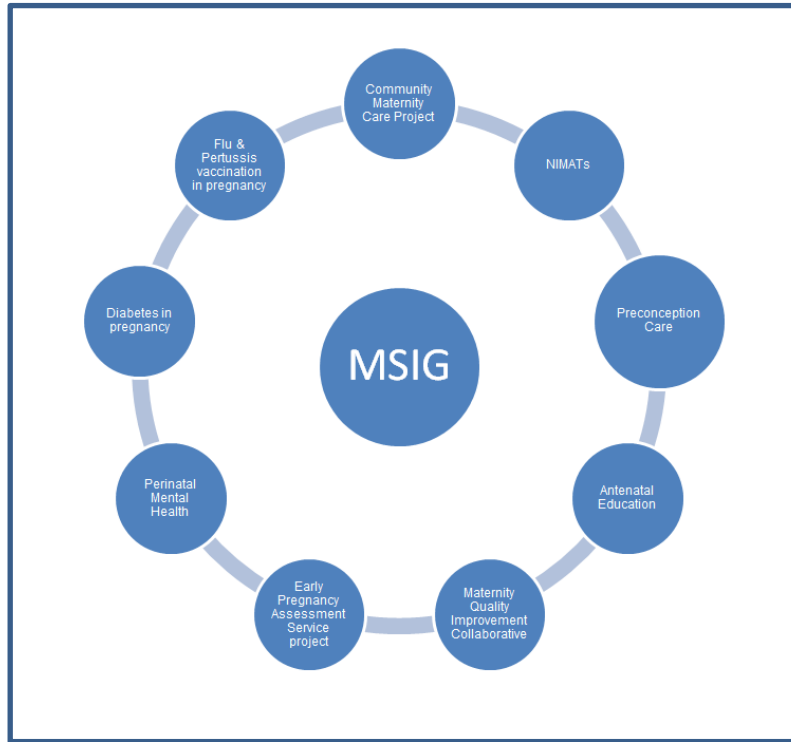 Community
Maternity
Care Project
NIMATs
Preconception
Care
Antenatal
Education
Maternity
Quality
Improvement
Collaborative
Early
Pregnancy
Assessment
Service
project
Perinatal
Mental
Health
Diabetes in
pregnancy
Flu &
Pertussis
vaccination
in pregnancy
MSIG